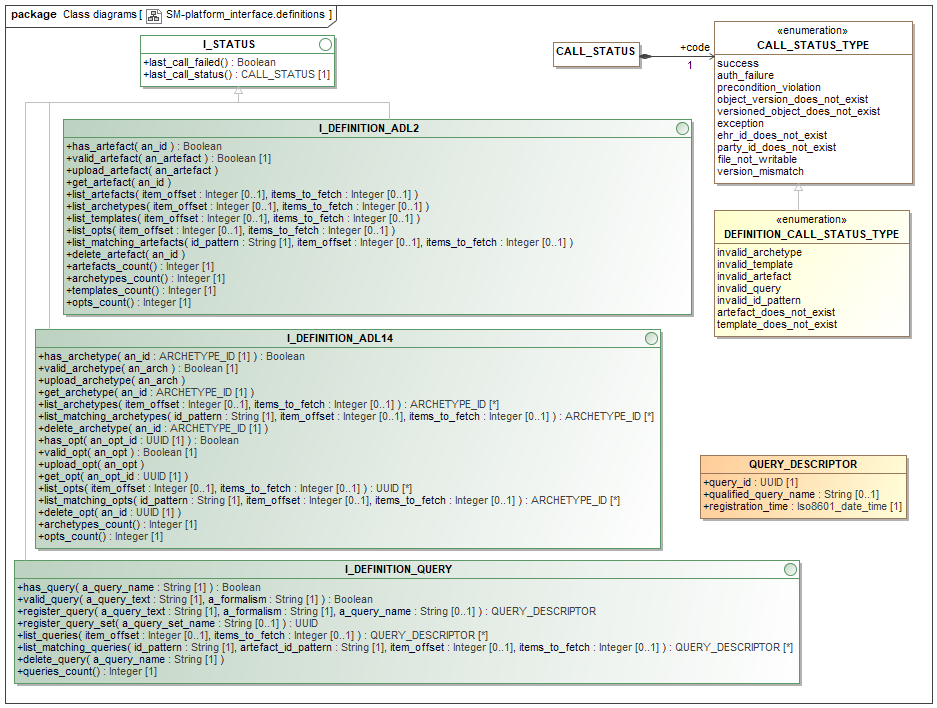 package Class diagrams [ SM-platform_interface.definitions ]
I_STATUS
+last_call_failed() : Boolean
+last_call_status() : CALL_STATUS [1]
CALL_STATUS
+code
1
«enumeration»
CALL_STATUS_TYPE
success
auth_failure
precondition_violation
object_version_does_not_exist
versioned_object_does_not_exist
exception
ehr_id_does_not_exist
party_id_does_not_exist
file_not_writable
version_mismatch
I_DEFINITION_ADL2
+has_artefact( an_id ) : Boolean
+valid_artefact( an_artefact ) : Boolean [1]
+upload_artefact( an_artefact )
+get_artefact( an_id )
+list_artefacts( item_offset : Integer [0..1], items_to_fetch : Integer [0..1] )
+list_archetypes( item_offset : Integer [0..1], items_to_fetch : Integer [0..1] )
+list_templates( item_offset : Integer [0..1], items_to_fetch : Integer [0..1] )
+list_opts( item_offset : Integer [0..1], items_to_fetch : Integer [0..1] )
+list_matching_artefacts( id_pattern : String [1], item_offset : Integer [0..1], items_to_fetch : Integer [0..1] )
+delete_artefact( an_id )
+artefacts_count() : Integer [1]
+archetypes_count() : Integer [1]
+templates_count() : Integer [1]
+opts_count() : Integer [1]
«enumeration»
DEFINITION_CALL_STATUS_TYPE
invalid_archetype
invalid_template
invalid_artefact
invalid_query
invalid_id_pattern
artefact_does_not_exist
template_does_not_exist
I_DEFINITION_ADL14
+has_archetype( an_id : ARCHETYPE_ID [1] ) : Boolean
+valid_archetype( an_arch ) : Boolean [1]
+upload_archetype( an_arch )
+get_archetype( an_id : ARCHETYPE_ID [1] )
+list_archetypes( item_offset : Integer [0..1], items_to_fetch : Integer [0..1] ) : ARCHETYPE_ID [*]
+list_matching_archetypes( id_pattern : String [1], item_offset : Integer [0..1], items_to_fetch : Integer [0..1] ) : ARCHETYPE_ID [*]
+delete_archetype( an_id : ARCHETYPE_ID [1] )
+has_opt( an_opt_id : UUID [1] ) : Boolean
+valid_opt( an_opt ) : Boolean [1]
+upload_opt( an_opt )
+get_opt( an_opt_id : UUID [1] )
+list_opts( item_offset : Integer [0..1], items_to_fetch : Integer [0..1] ) : UUID [*]
+list_matching_opts( id_pattern : String [1], item_offset : Integer [0..1], items_to_fetch : Integer [0..1] ) : ARCHETYPE_ID [*]
+delete_opt( an_id : UUID [1] )
+archetypes_count() : Integer [1]
+opts_count() : Integer [1]
QUERY_DESCRIPTOR
+query_id : UUID [1]
+qualified_query_name : String [0..1]
+registration_time : Iso8601_date_time [1]
I_DEFINITION_QUERY
+has_query( a_query_name : String [1] ) : Boolean
+valid_query( a_query_text : String [1], a_formalism : String [1] ) : Boolean
+register_query( a_query_text : String [1], a_formalism : String [1], a_query_name : String [0..1] ) : QUERY_DESCRIPTOR
+register_query_set( a_query_set_name : String [0..1] ) : UUID
+list_queries( item_offset : Integer [0..1], items_to_fetch : Integer [0..1] ) : QUERY_DESCRIPTOR [*]
+list_matching_queries( id_pattern : String [1], artefact_id_pattern : String [1], item_offset : Integer [0..1], items_to_fetch : Integer [0..1] ) : QUERY_DESCRIPTOR [*]
+delete_query( a_query_name : String [1] )
+queries_count() : Integer [1]